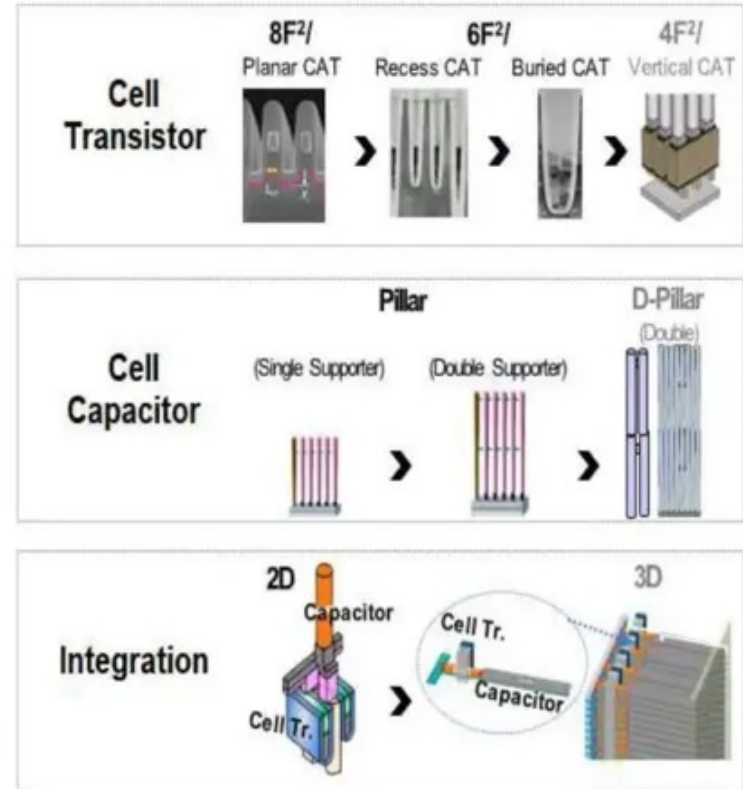 8F²/
6F²/
4F²/
Planar CAT
Recess CAT
Buried CAT
Vertical CAT
Cell
Transistor
Pillar
D-Pillar
(Double)
(Single Supporter)
(Double Supporter)
Cell
Capacitor
2D
3D
Capacitor
Cell Tr.
Cell Tr.
Capacitor
Integration